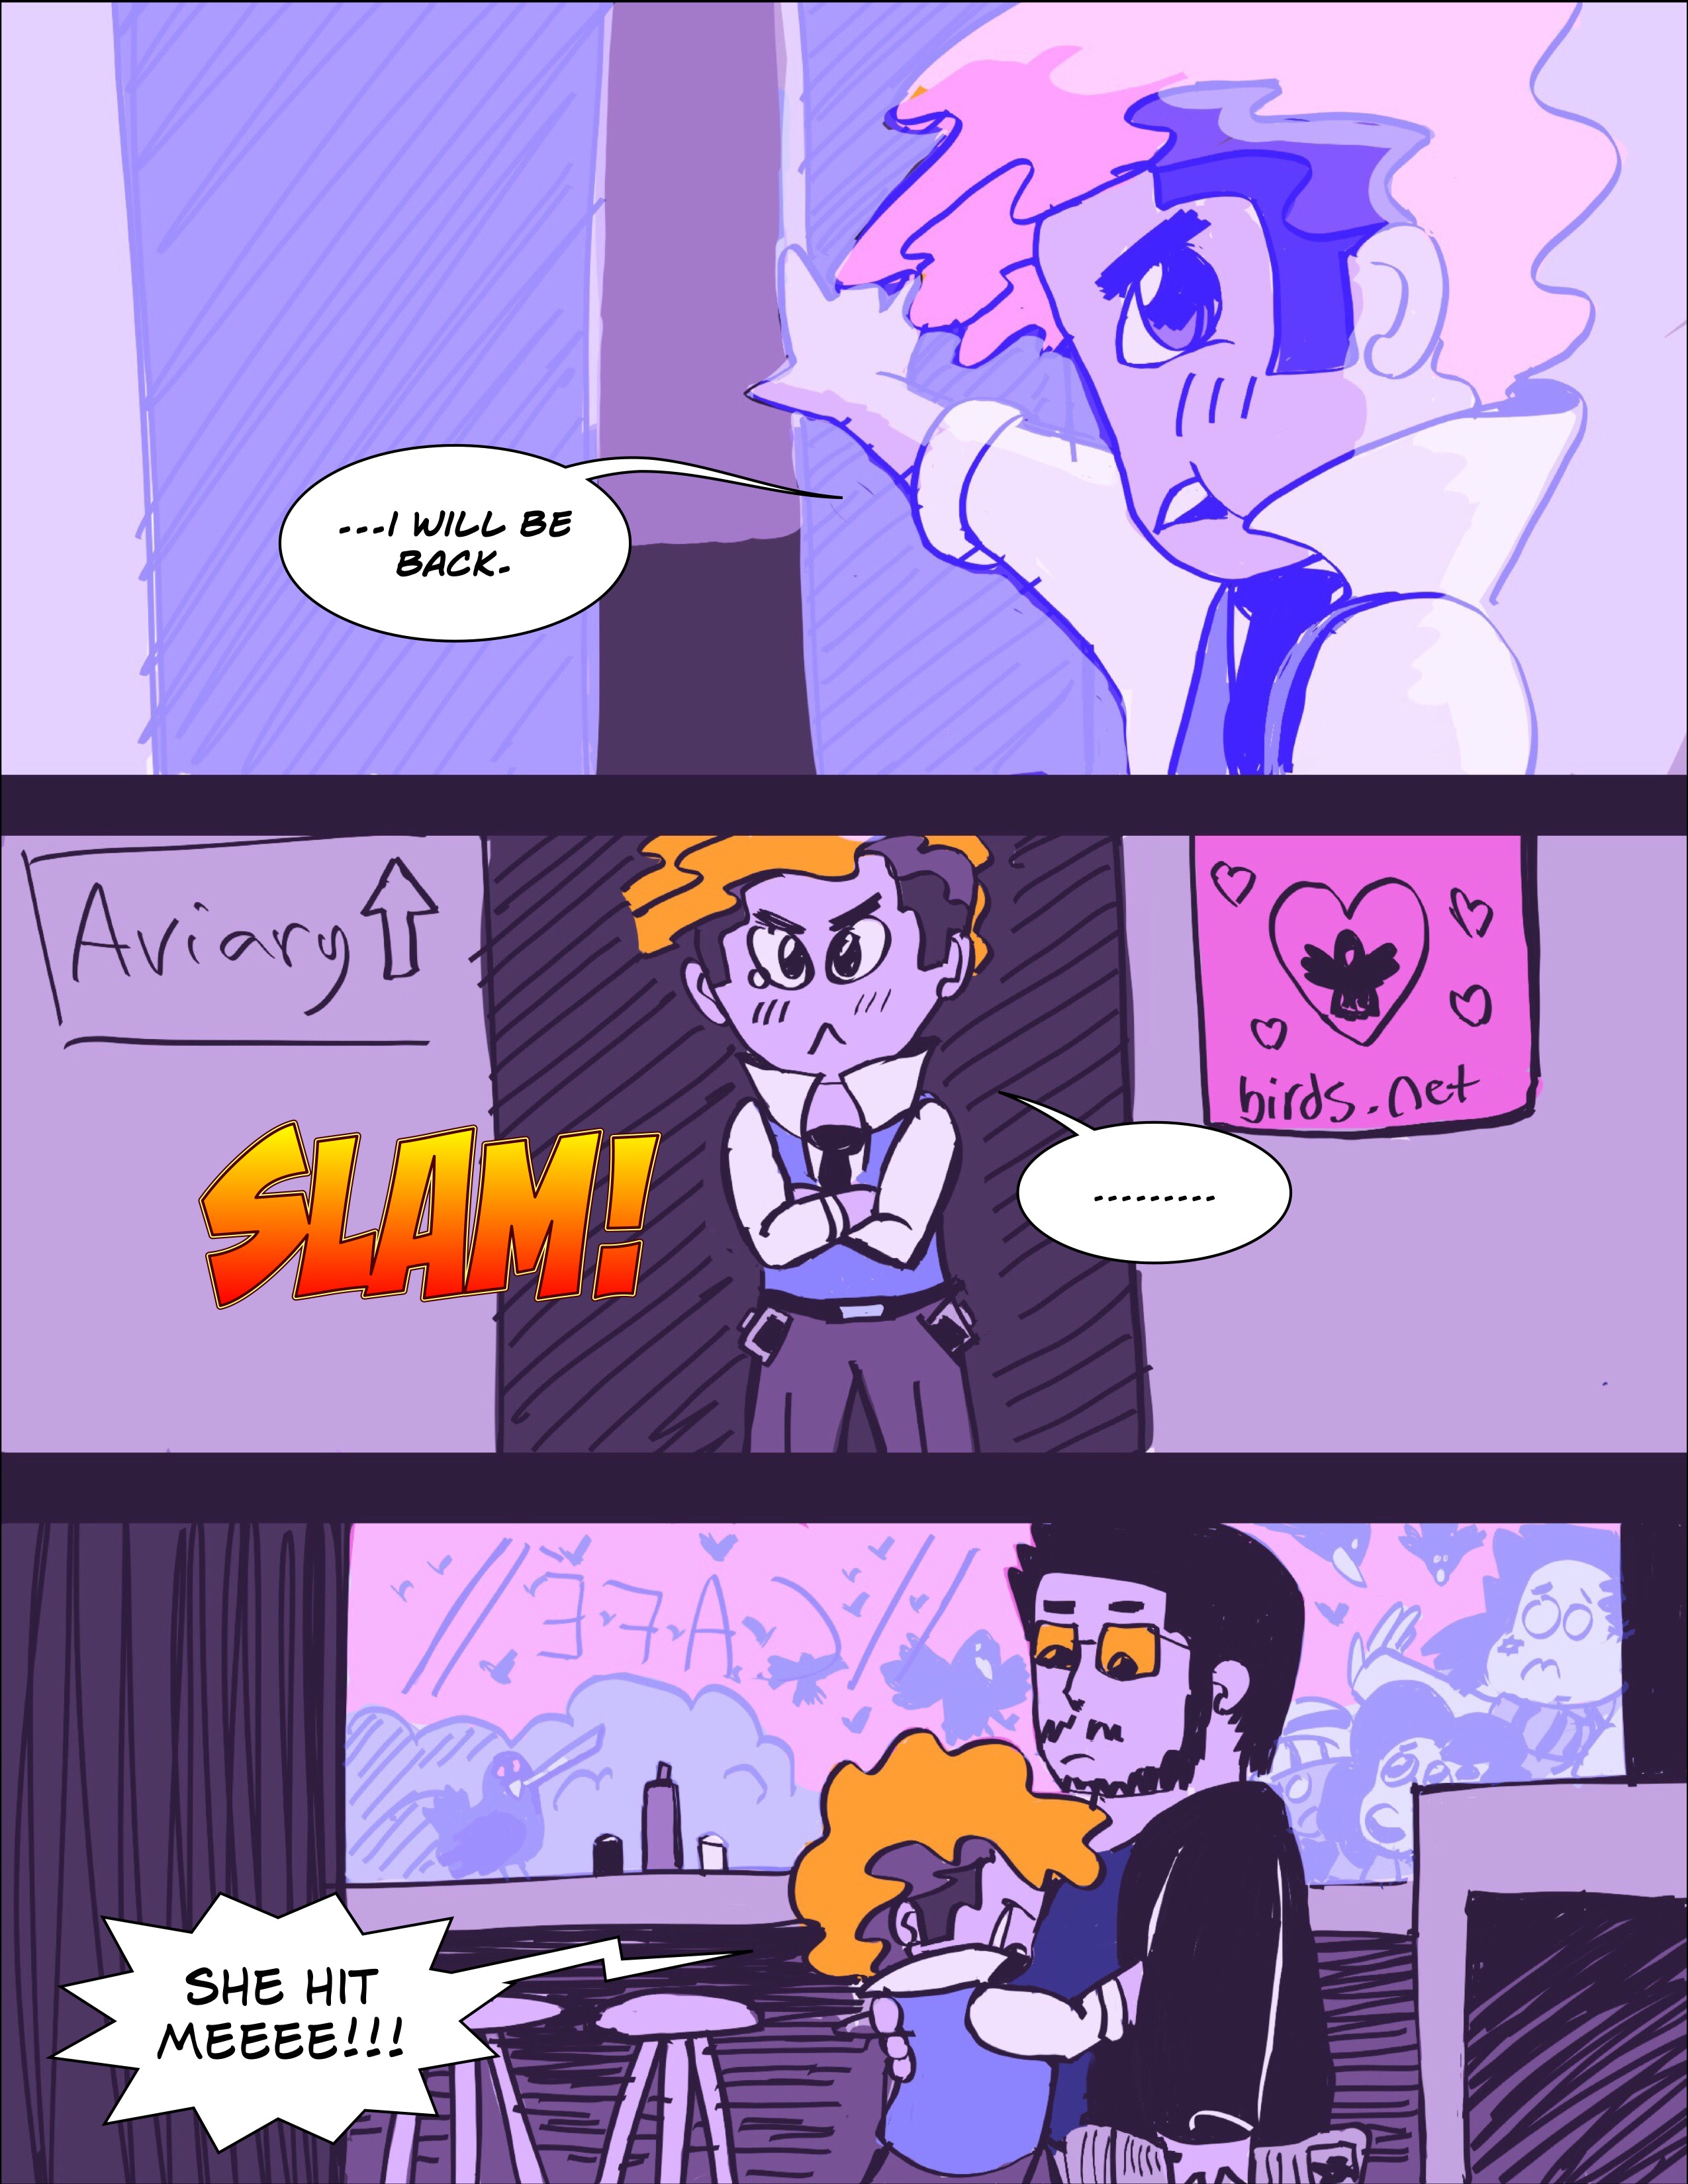 ---I WILL BE
BACK.
Aviary
birds.net
SLAM!
---------
C.A.F.E
SHE HIT
MEEEE!!!